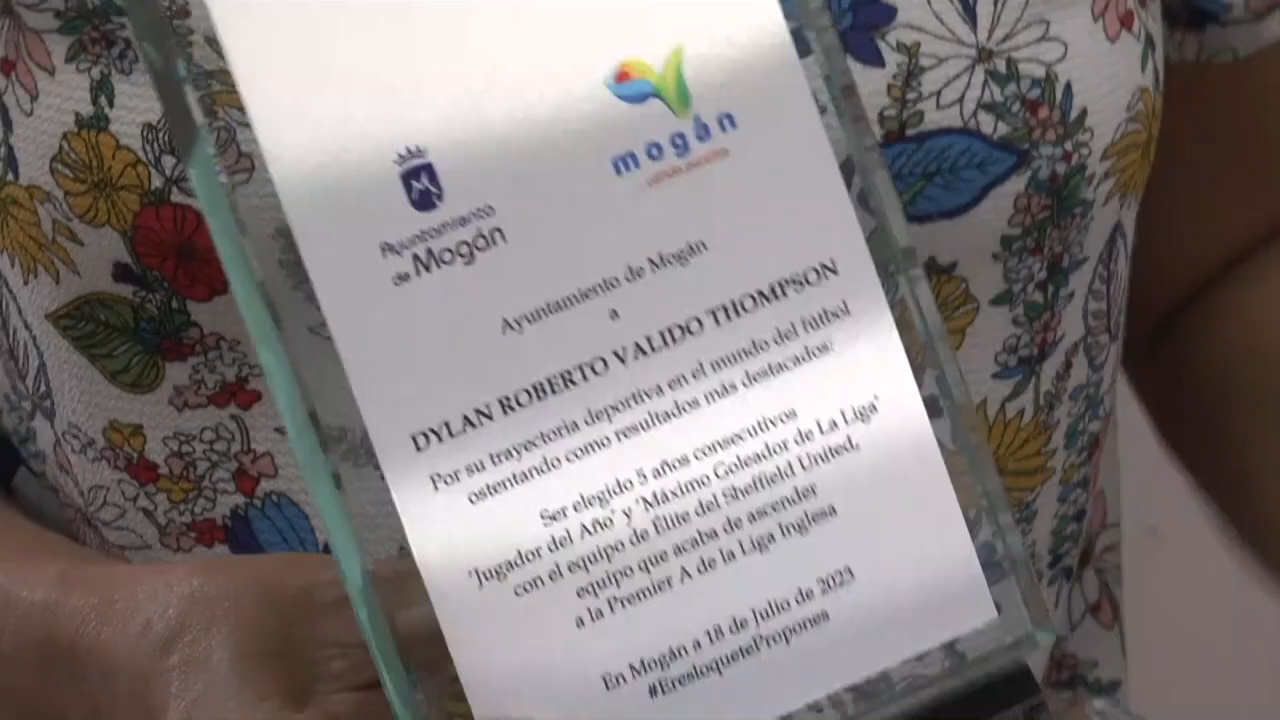 Ayuntamiento
de Mogán
mogán
Ayuntamiento de Mogán
a
DYLAN ROBERTO VALIDO THOMPSON
Por su trayectoria deportiva en el mundo del fútbol
ostentando como resultados más destacados:
Ser elegido 5 años consecutivos
'Jugador del Año' y 'Máximo Goleador de La Liga'
con el equipo de Élite del Sheffield United,
equipo que acaba de ascender
a la Premier A de la Liga Inglesa
En Mogán a 18 de Julio de 2023
#EresloquetePropones